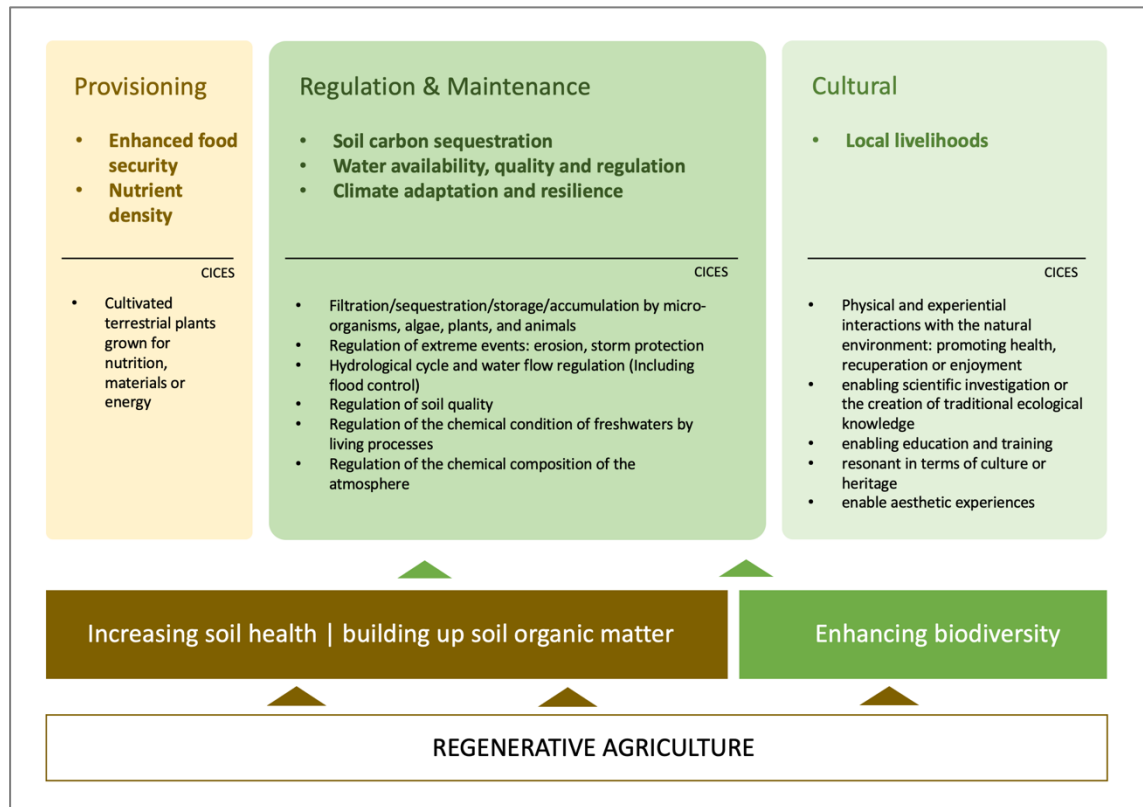 Provisioning
• Enhanced food
security
• Nutrient
density
CICES
• Cultivated
terrestrial plants
grown for
nutrition,
materials or
energy
Regulation & Maintenance
• Soil carbon sequestration
• Water availability, quality and regulation
• Climate adaptation and resilience
CICES
• Filtration/sequestration/storage/accumulation by micro-
organisms, algae, plants, and animals
• Regulation of extreme events: erosion, storm protection
• Hydrological cycle and water flow regulation (Including
flood control)
• Regulation of soil quality
• Regulation of the chemical condition of freshwaters by
living processes
• Regulation of the chemical composition of the
atmosphere
Cultural
• Local livelihoods
CICES
• Physical and experiential
interactions with the natural
environment: promoting health,
recuperation or enjoyment
• enabling scientific investigation or
the creation of traditional ecological
knowledge
• enabling education and training
• resonant in terms of culture or
heritage
• enable aesthetic experiences
Increasing soil health | building up soil organic matter
Enhancing biodiversity
REGENERATIVE AGRICULTURE